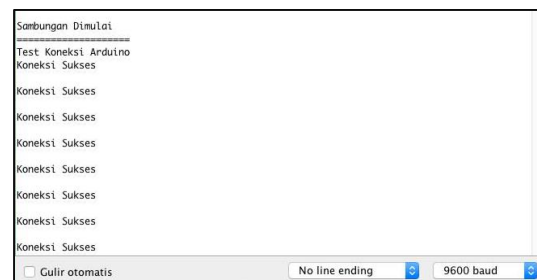 Sambungan Dimulai
====================
Test Koneksi Arduino
Koneksi Sukses
Koneksi Sukses
Koneksi Sukses
Koneksi Sukses
Koneksi Sukses
Koneksi Sukses
Koneksi Sukses
Koneksi Sukses
Gulir otomatis
No line ending
9600 baud